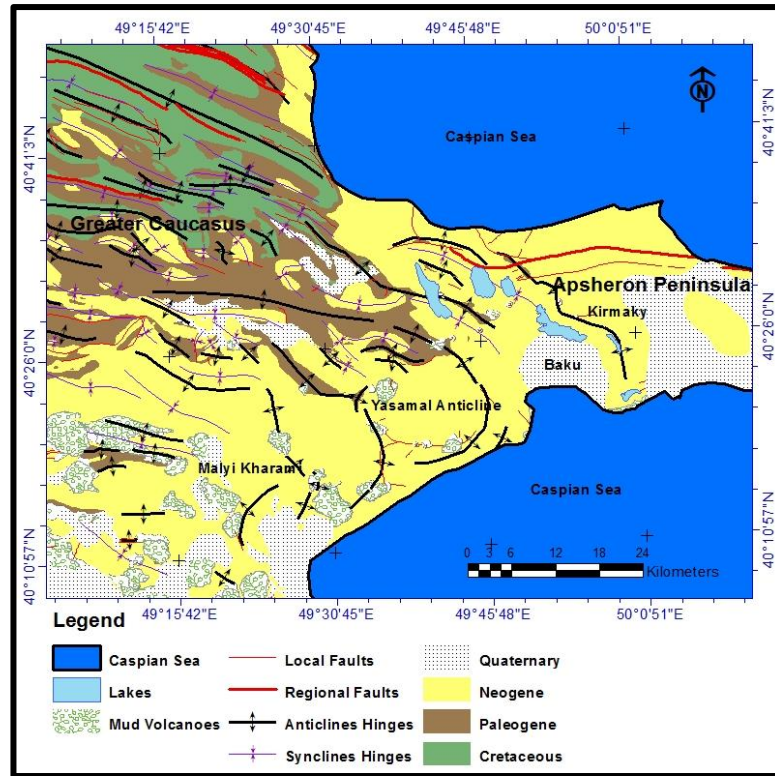 49°15'42"E 49°30'45"E 49°45'48"E 50°0'51"E
N
Caspian Sea
40°41'3"N
40°41'3"N
Greater Caucasus
Apsheron Peninsula
Kirmaky
40°26'0"N
40°26'0"N
Baku
Yasamal Anticline
Malyi Kharami
Caspian Sea
40°10'57"N
40°10'57"N
0 3 6 12 18 24
Kilometers
49°15'42"E 49°30'45"E 49°45'48"E 50°0'51"E
Legend
Caspian Sea Local Faults Quaternary
Lakes Regional Faults Neogene
Mud Volcanoes Anticlines Hinges Paleogene
Synclines Hinges Cretaceous